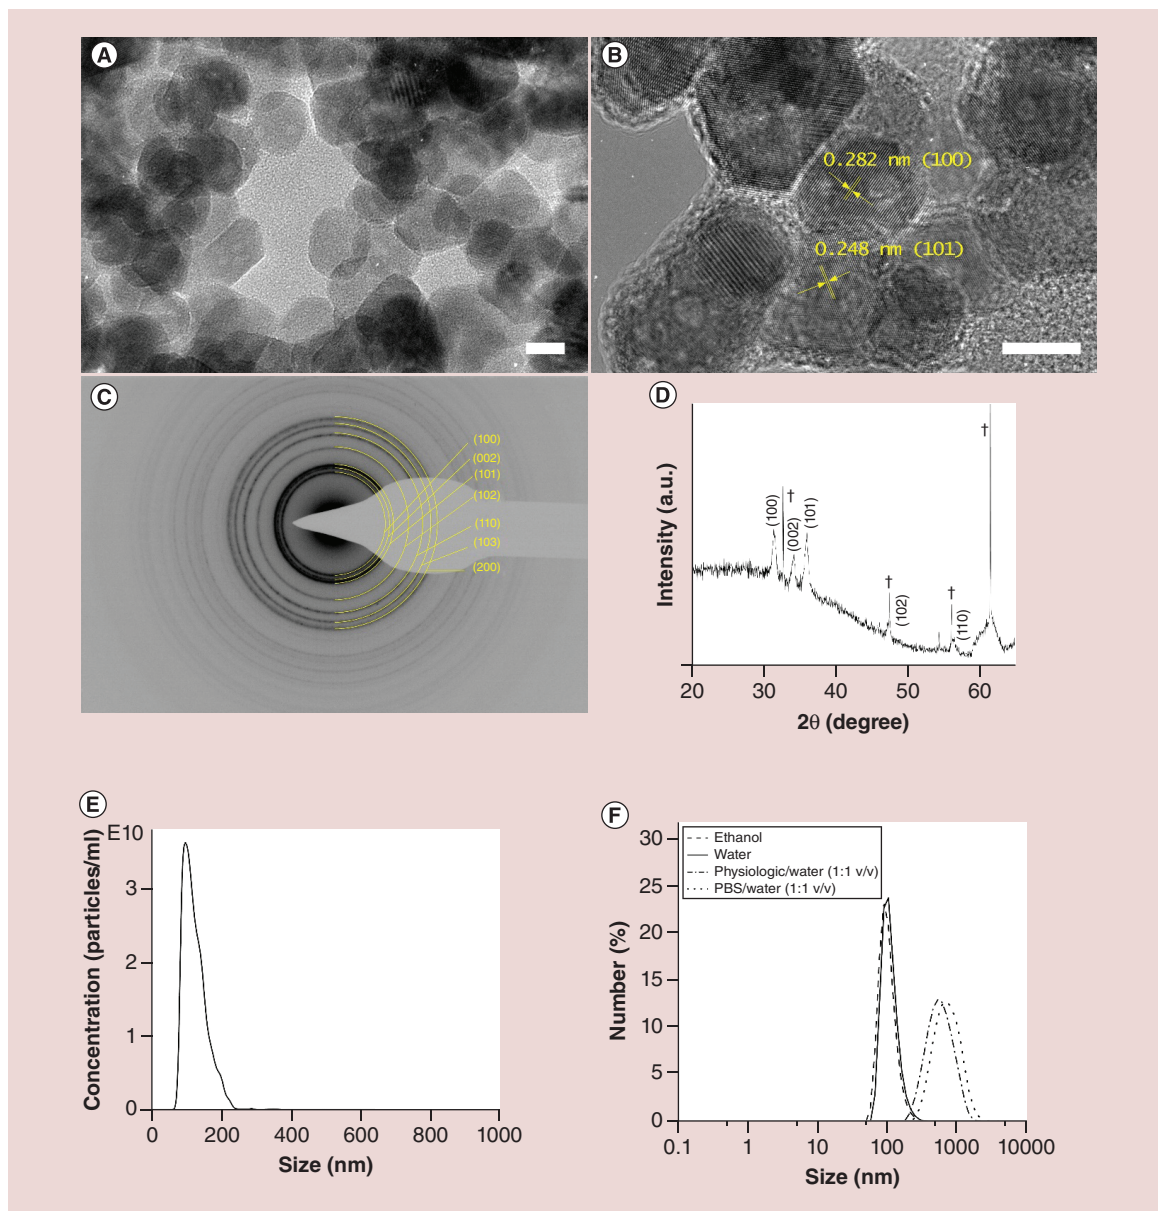 A
B
0.282 nm (100)
0.248 nm (101)
C
(100)
(002)
(101)
(102)
(110)
(103)
(200)
D
Intensity (a.u.)
(100)
†
(002)
(101)
†
(102)
†
(110)
†
20 30 40 50 60
2θ (degree)
E
E10
Concentration (particles/ml)
3
2
1
0
0 200 400 600 800 1000
Size (nm)
F
Ethanol
Water
Physiologic/water (1:1 v/v)
PBS/water (1:1 v/v)
Number (%)
30
25
20
15
10
5
0
0.1 1 10 100 1000 10000
Size (nm)